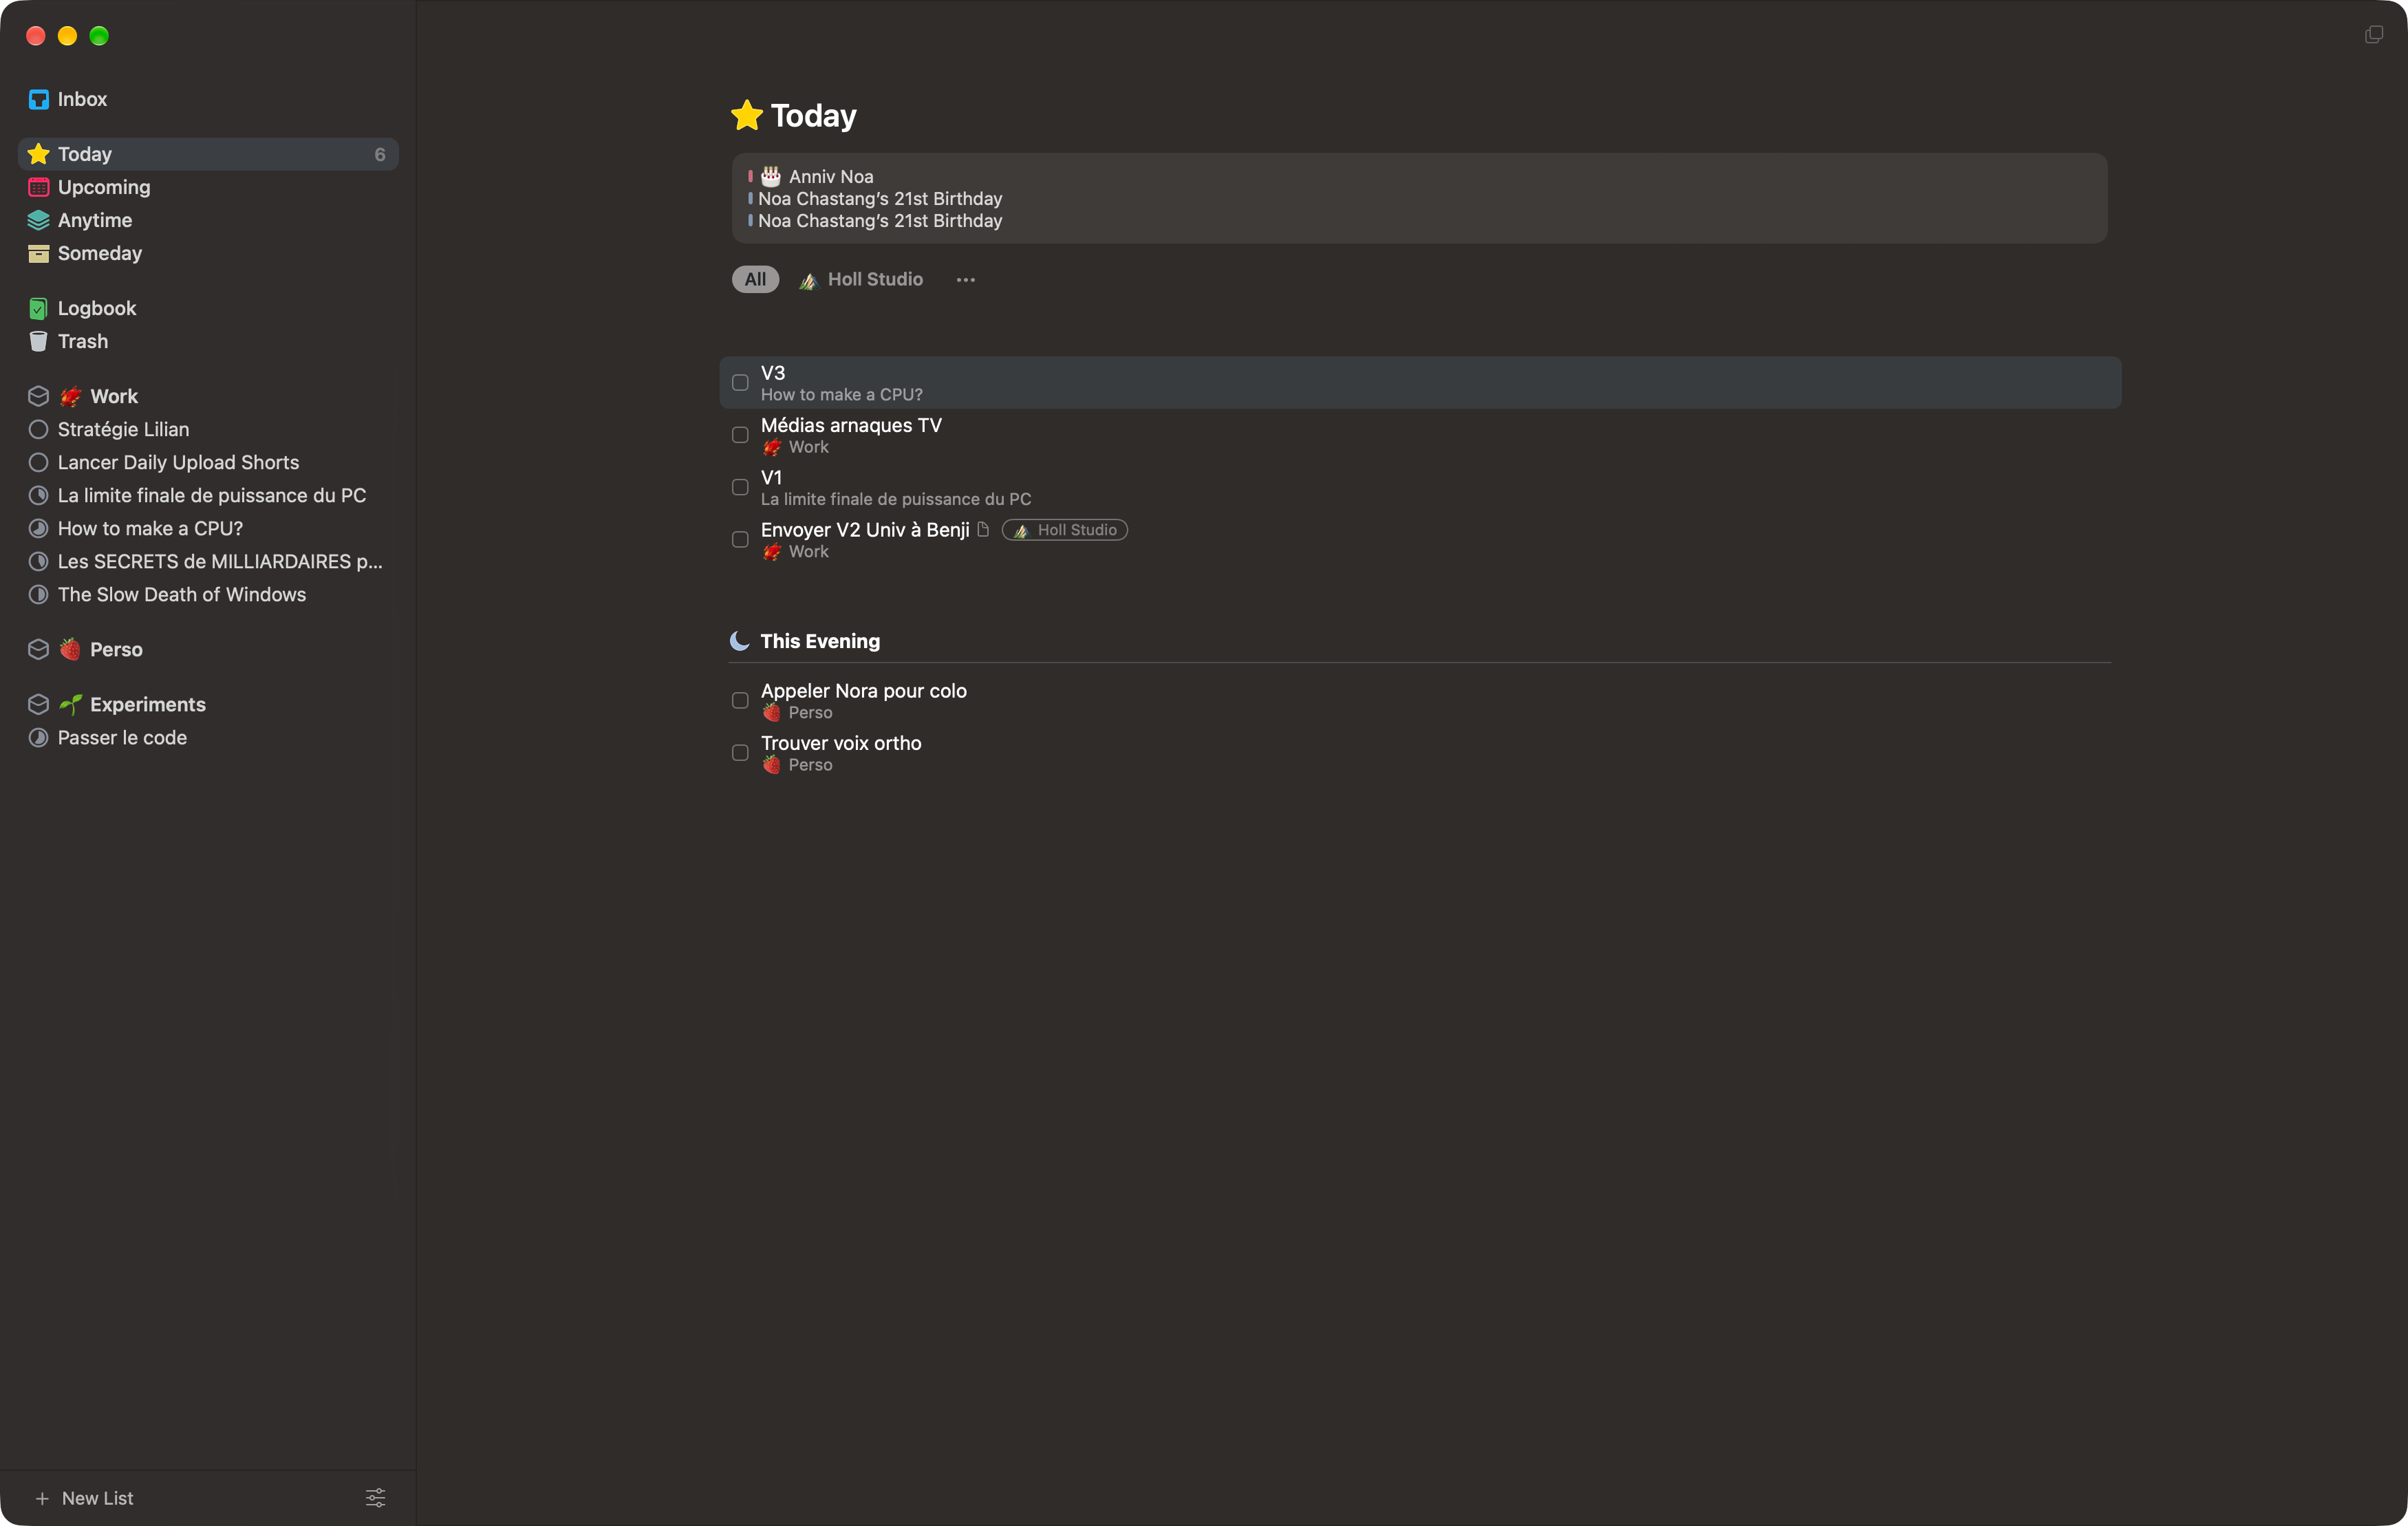 Inbox
Today 6
Upcoming
Anytime
Someday
Logbook
Trash
Work
Stratégie Lilian
Lancer Daily Upload Shorts
La limite finale de puissance du PC
How to make a CPU?
Les SECRETS de MILLIARDAIRES p...
The Slow Death of Windows
Perso
Experiments
Passer le code
New List
Today
Anniv Noa
Noa Chastang’s 21st Birthday
Noa Chastang’s 21st Birthday
All Holl Studio
V3
How to make a CPU?
Médias arnaques TV
Work
V1
La limite finale de puissance du PC
Envoyer V2 Univ à Benji Holl Studio
Work
This Evening
Appeler Nora pour colo
Perso
Trouver voix ortho
Perso